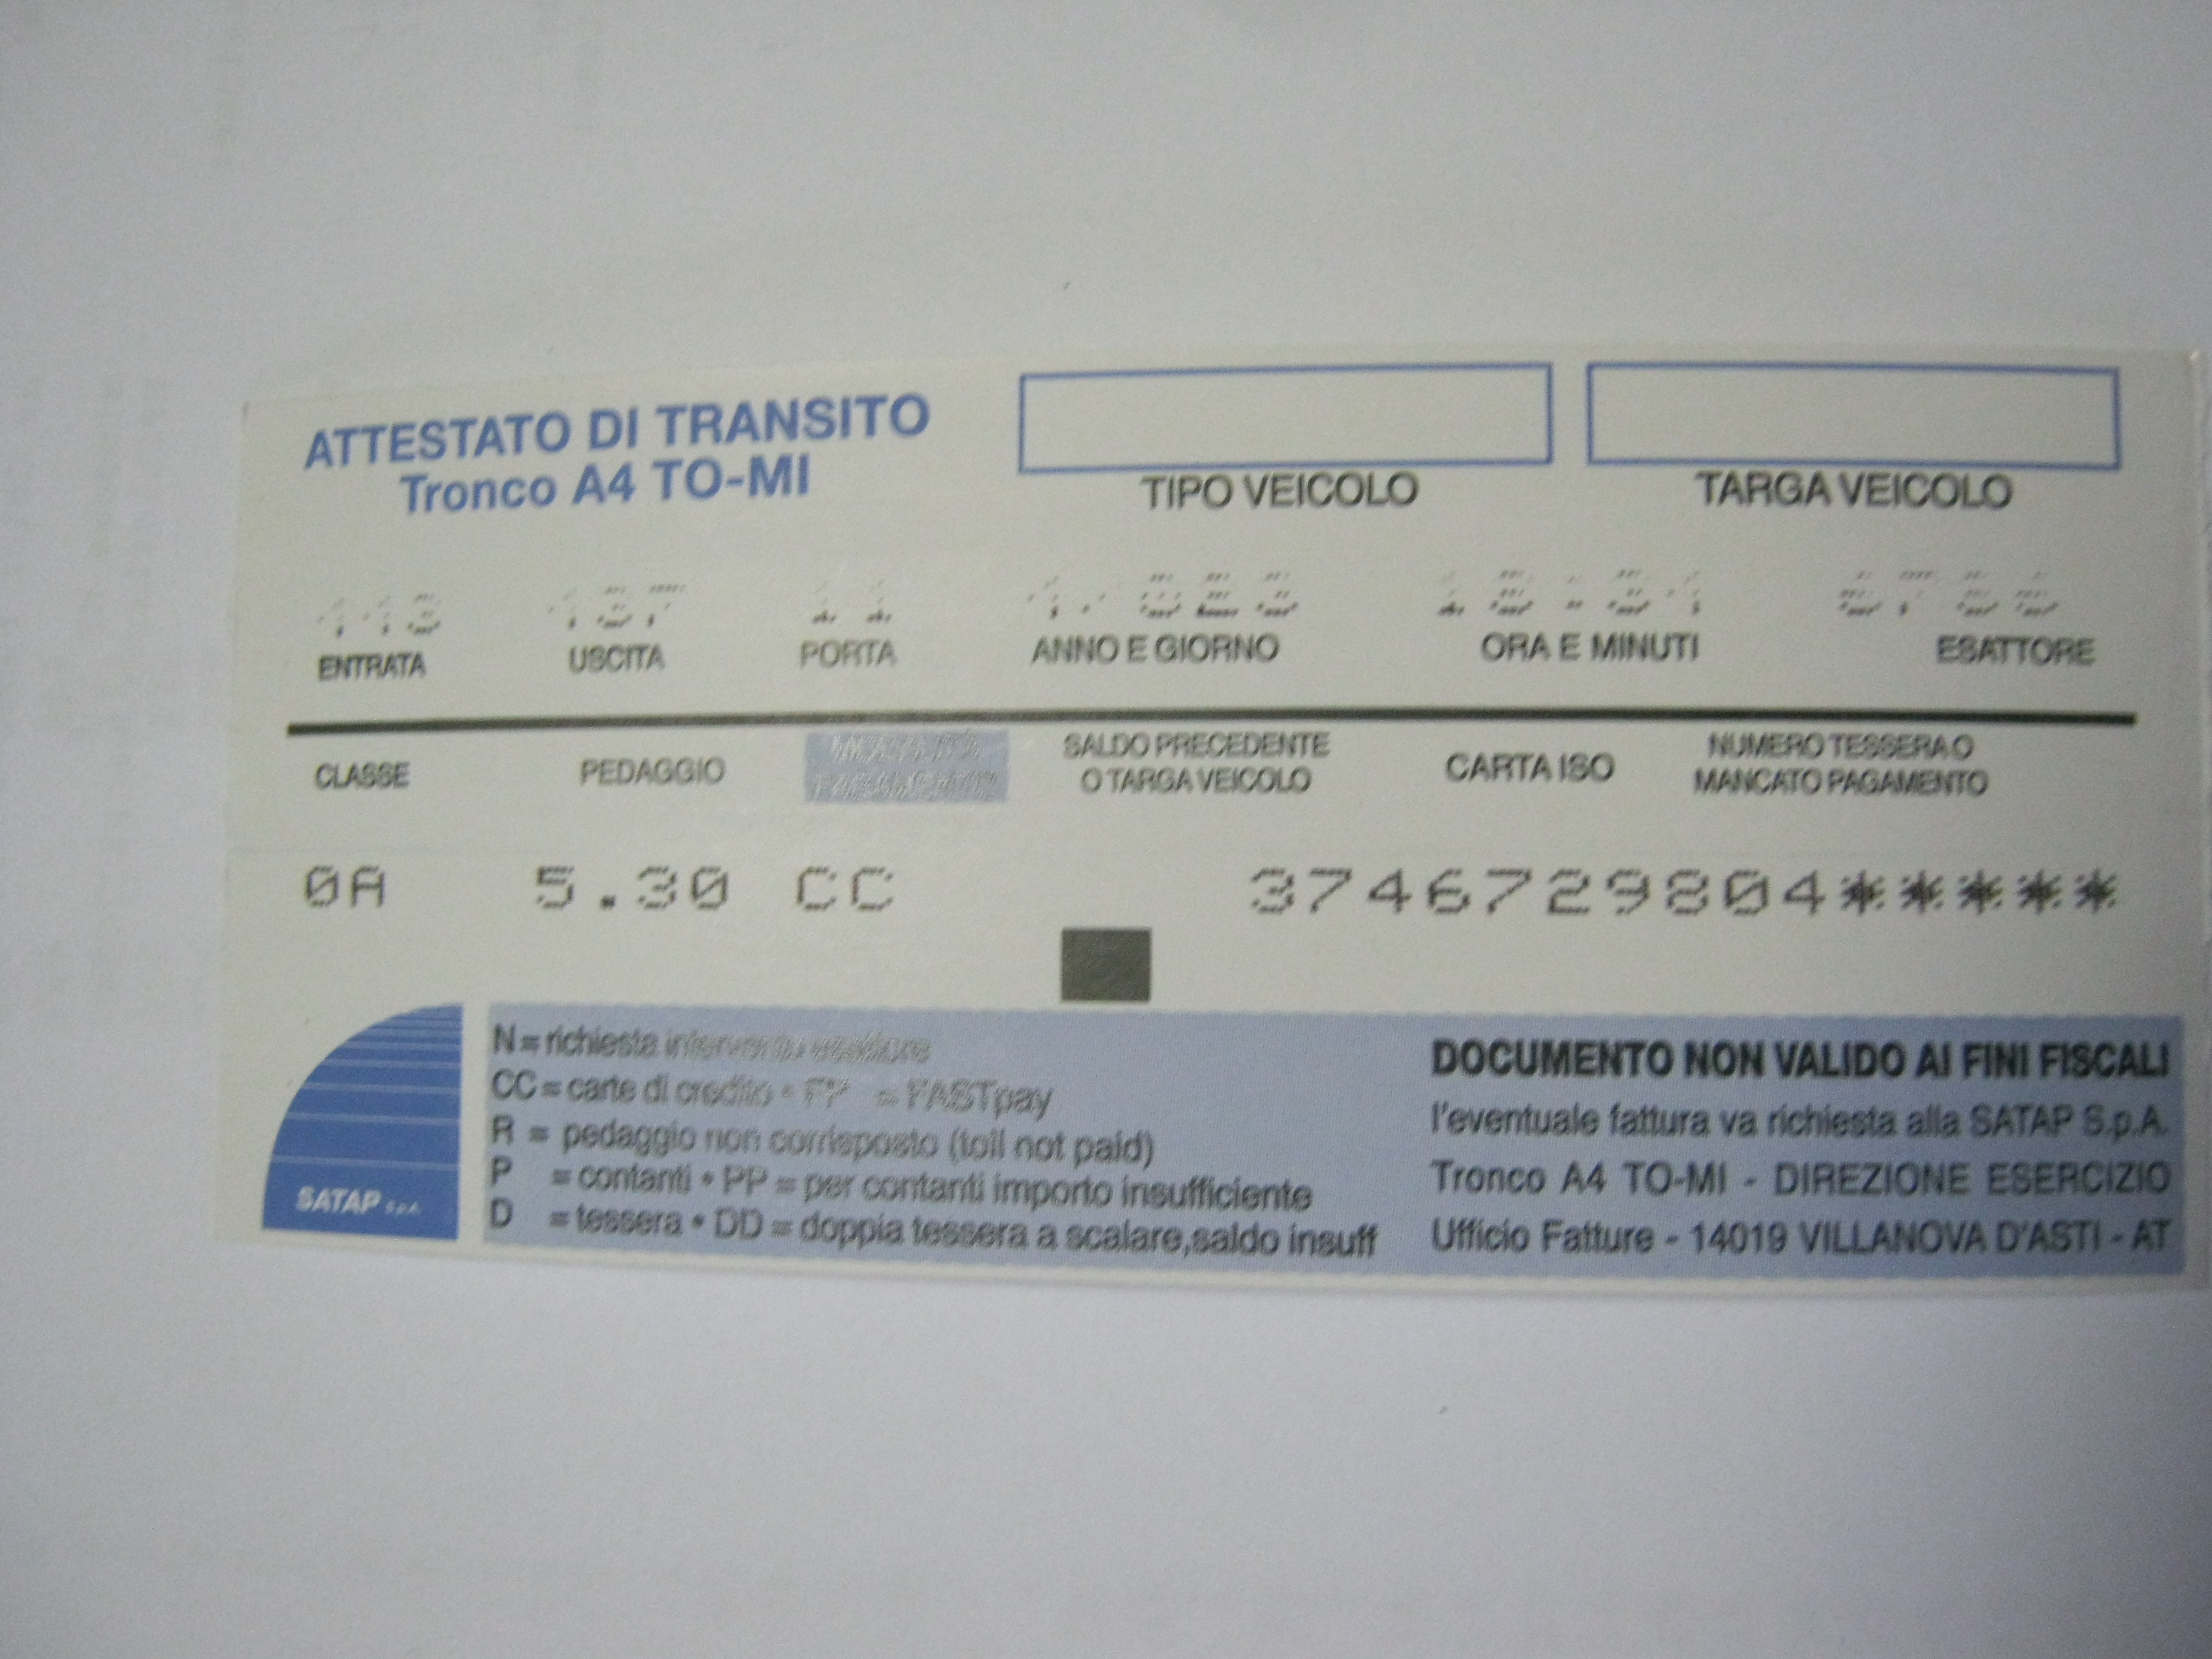 ATTESTATO DI TRANSITO
Tronco A4 TO-MI
TIPO VEICOLO
TARGA VEICOLO
ENTRATA USCITA PORTA ANNO E GIORNO ORA E MINUTI ESATTORE
CLASSE PEDAGGIO SALDO PRECEDENTE
O TARGA VEICOLO
CARTA ISO
NUMERO TESSERA O
MANCATO PAGAMENTO
0A 5.30 CC 3746729804*****
SATAP S.p.A.
N = richiesta intervento esattore
CC = carte di credito • FP = FASTpay
R = pedaggio non corrisposto (toll not paid)
P = contanti • PP = per contanti importo insufficiente
D = tessera • DD = doppia tessera a scalare,saldo insuff
DOCUMENTO NON VALIDO AI FINI FISCALI
l'eventuale fattura va richiesta alla SATAP S.p.A.
Tronco A4 TO-MI - DIREZIONE ESERCIZIO
Ufficio Fatture - 14019 VILLANOVA D'ASTI - AT